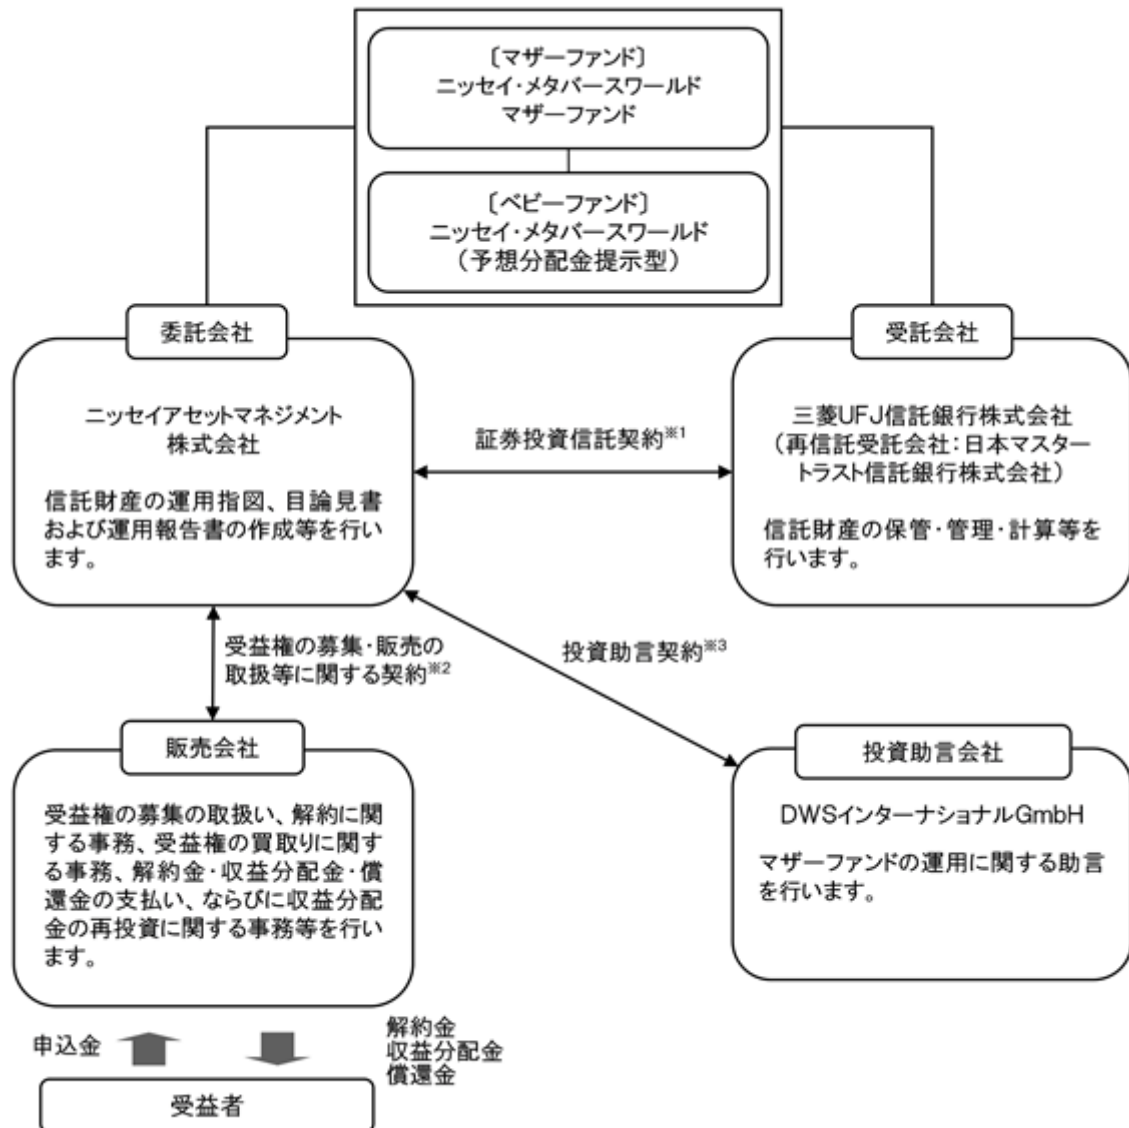 〔マザーファンド〕
ニッセイ・メタバースワールド
マザーファンド
〔ベビーファンド〕
ニッセイ・メタバースワールド
（予想分配金提示型）
委託会社
ニッセイアセットマネジメント
株式会社
信託財産の運用指図、目論見書
および運用報告書の作成等を行い
ます。
証券投資信託契約※1
受託会社
三菱UFJ信託銀行株式会社
（再信託受託会社：日本マスター
トラスト信託銀行株式会社）
信託財産の保管・管理・計算等を
行います。
受益権の募集・販売の
取扱等に関する契約※2
投資助言契約※3
販売会社
受益権の募集の取扱い、解約に関
する事務、受益権の買取りに関す
る事務、解約金・収益分配金・償
還金の支払い、ならびに収益分配
金の再投資に関する事務等を行い
ます。
投資助言会社
DWSインターナショナルGmbH
マザーファンドの運用に関する助言
を行います。
申込金
解約金
収益分配金
償還金
受益者